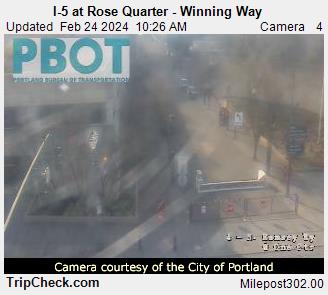 I-5 at Rose Quarter - Winning Way
Updated Feb 24 2024 10:26 AM Camera 4
PBOT
PORTLAND BUREAU OF TRANSPORTATION
Camera courtesy of the City of Portland
TripCheck.com Milepost302.00